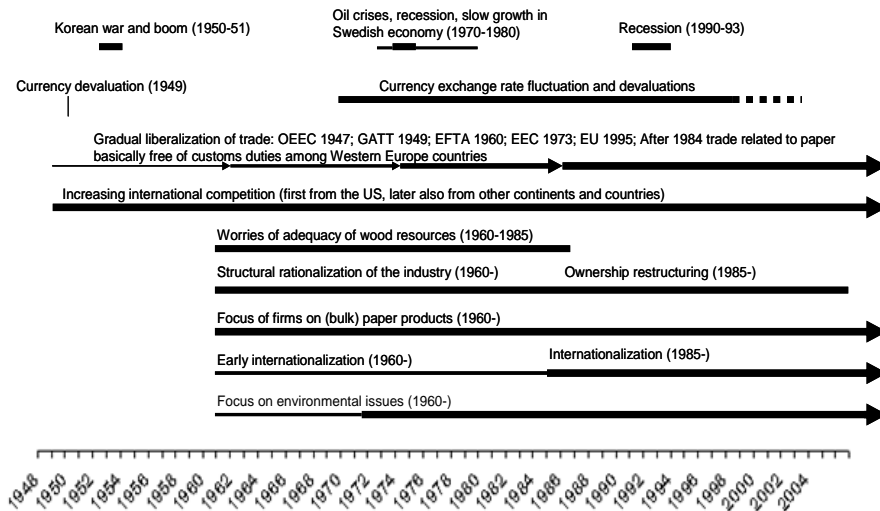 Korean war and boom (1950-51)
Oil crises, recession, slow growth in
Swedish economy (1970-1980)
Recession (1990-93)
Currency devaluation (1949)
Currency exchange rate fluctuation and devaluations
Gradual liberalization of trade: OEEC 1947; GATT 1949; EFTA 1960; EEC 1973; EU 1995; After 1984 trade related to paper
basically free of customs duties among Western Europe countries
Increasing international competition (first from the US, later also from other continents and countries)
Worries of adequacy of wood resources (1960-1985)
Structural rationalization of the industry (1960-)
Ownership restructuring (1985-)
Focus of firms on (bulk) paper products (1960-)
Early internationalization (1960-)
Internationalization (1985-)
Focus on environmental issues (1960-)
1948
1950
1952
1954
1956
1958
1960
1962
1964
1966
1968
1970
1972
1974
1976
1978
1980
1982
1984
1986
1988
1990
1992
1994
1996
1998
2000
2002
2004